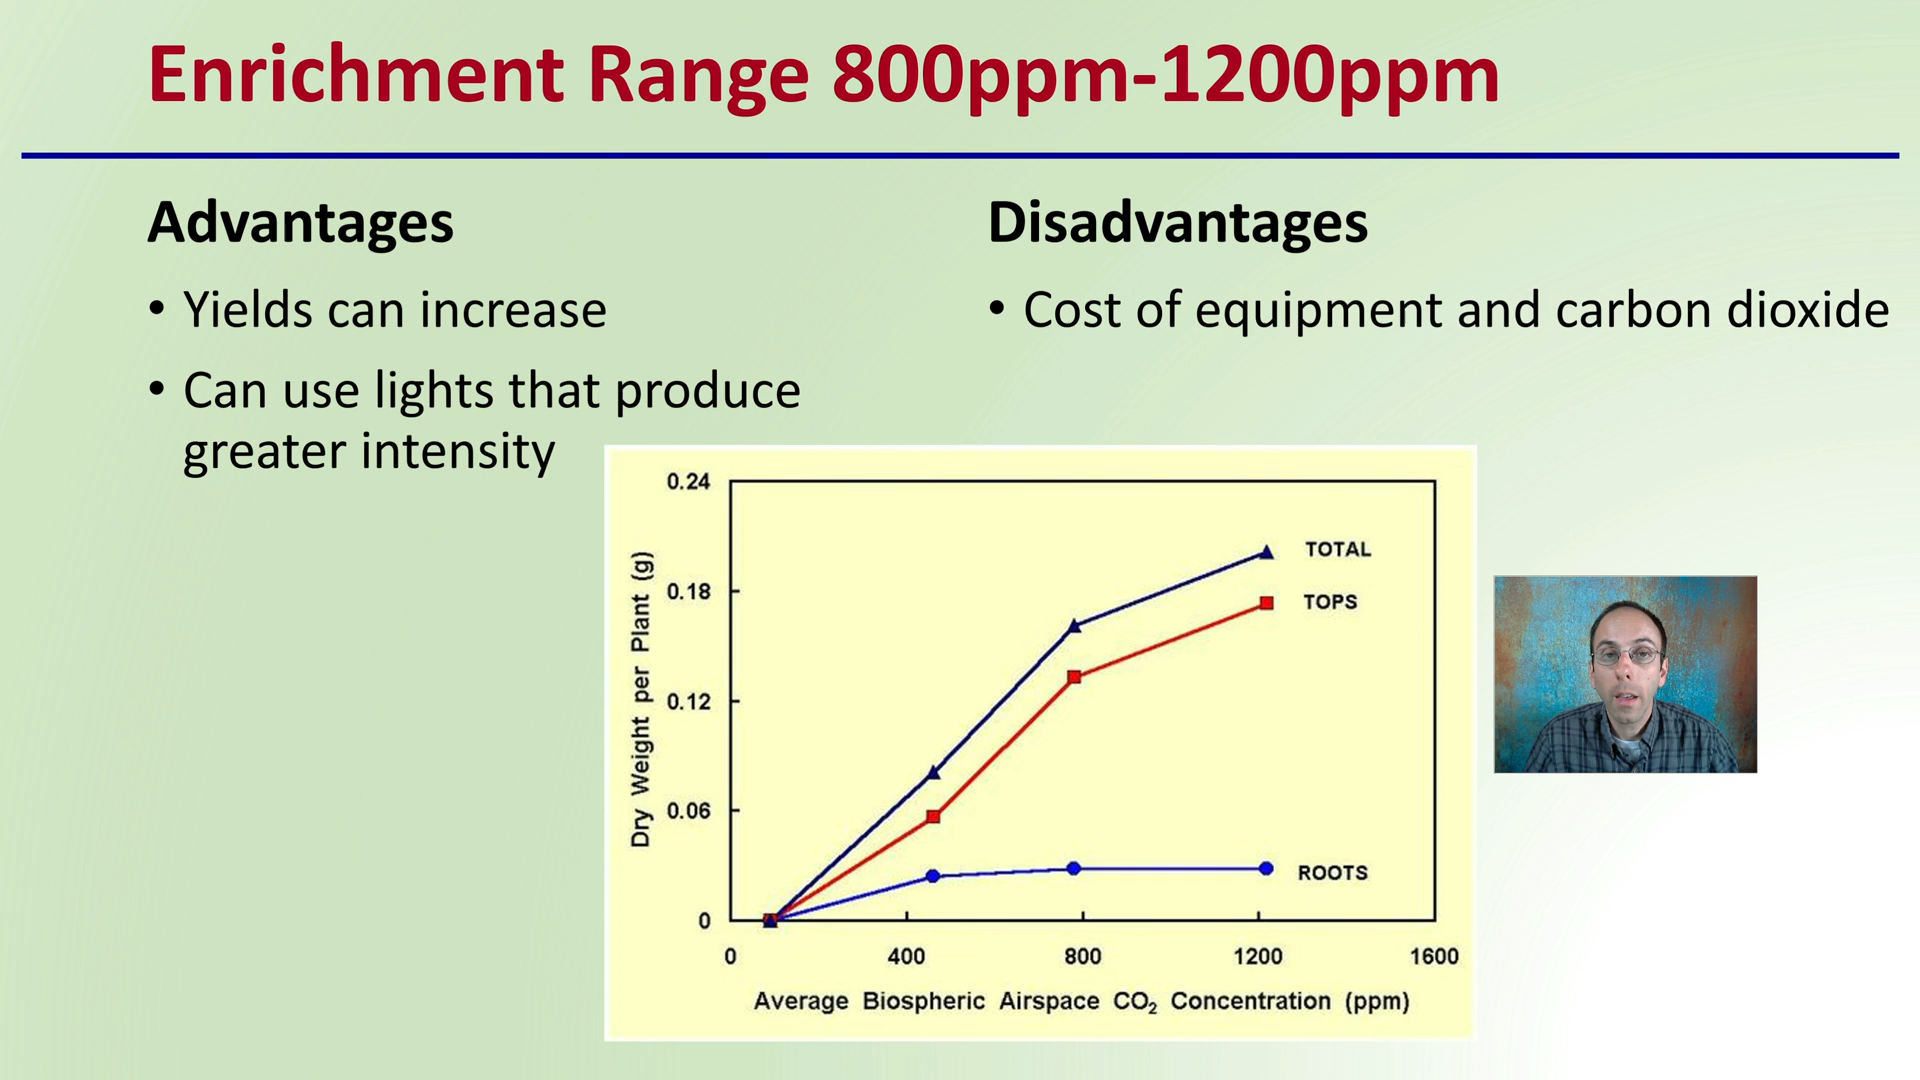 Enrichment Range 800ppm-1200ppm
Advantages
• Yields can increase
• Can use lights that produce
greater intensity
Disadvantages
• Cost of equipment and carbon dioxide
0.24
0.18
0.12
0.06
0
Dry Weight per Plant (g)
TOTAL
TOPS
ROOTS
0 400 800 1200 1600
Average Biospheric Airspace CO₂ Concentration (ppm)